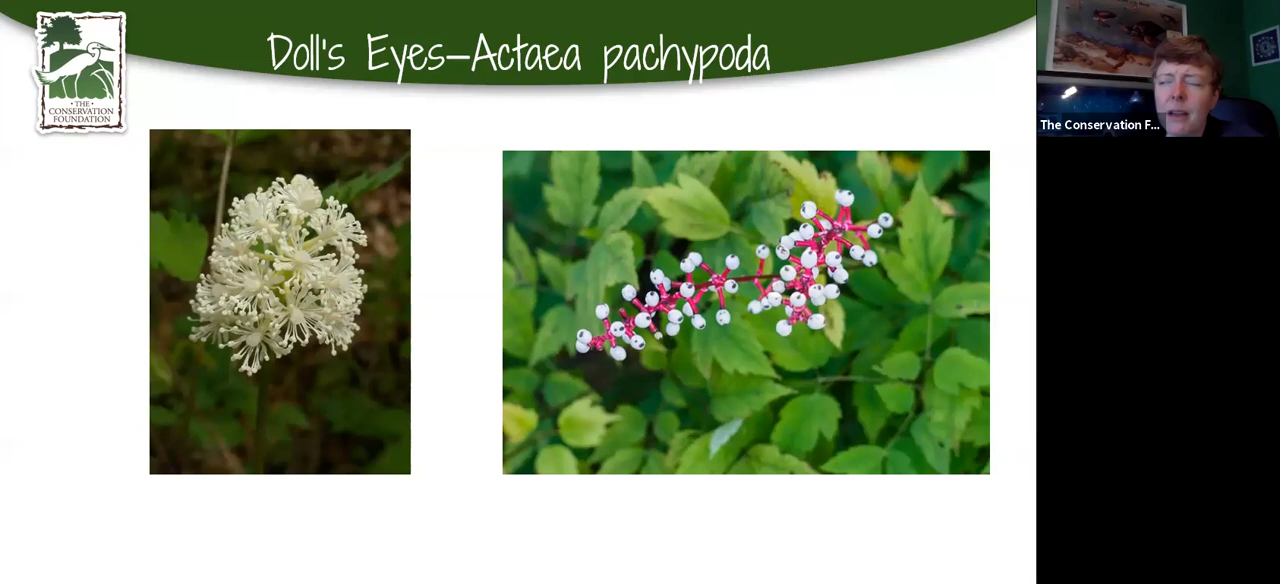 Doll's Eyes—Actaea pachypoda
• THE •
CONSERVATION
FOUNDATION
The Conservation F...